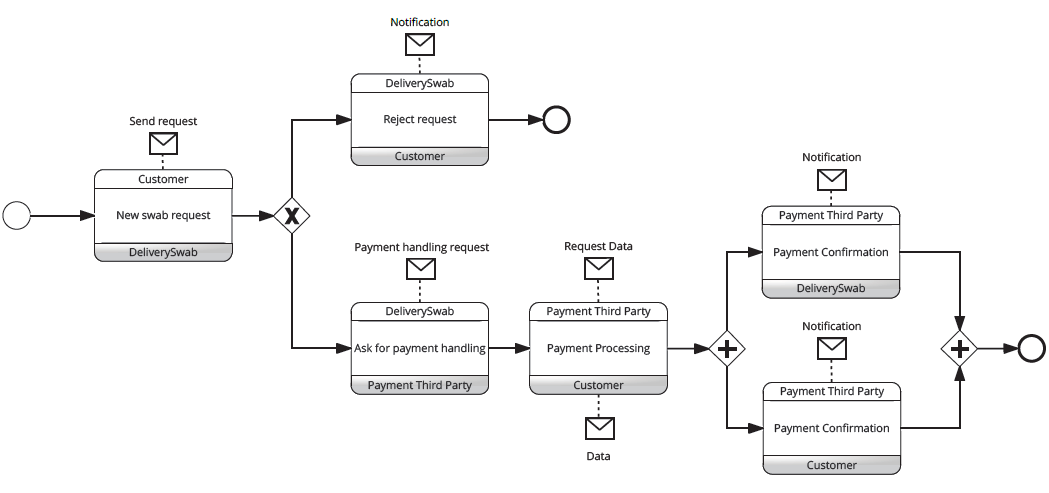 Notification
DeliverySwab
Reject request
Customer
Send request
Customer
New swab request
DeliverySwab
X
Payment handling request
DeliverySwab
Ask for payment handling
Payment Third Party
Request Data
Payment Third Party
Payment Processing
Customer
Data
Notification
Payment Third Party
Payment Confirmation
DeliverySwab
Notification
Payment Third Party
Payment Confirmation
Customer